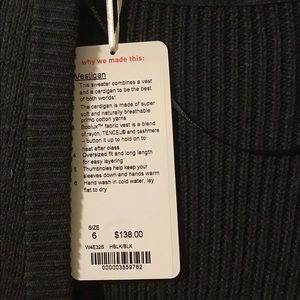 why we made this:
Vestigan
This sweater combines a vest
and a cardigan to be the best
of both worlds!
The cardigan is made of super
soft and naturally breathable
primo cotton yarns
Boolux™ fabric vest is a blend
of rayon, TENCEL® and cashmere
– button it up to hold on to
heat after class
Oversized fit and long length
for easy layering
Thumbholes help keep your
sleeves down and hands warm
Hand wash in cold water, lay
flat to dry
SIZE
6 $138.00
W4E32S HBLK/BLK
000003559762